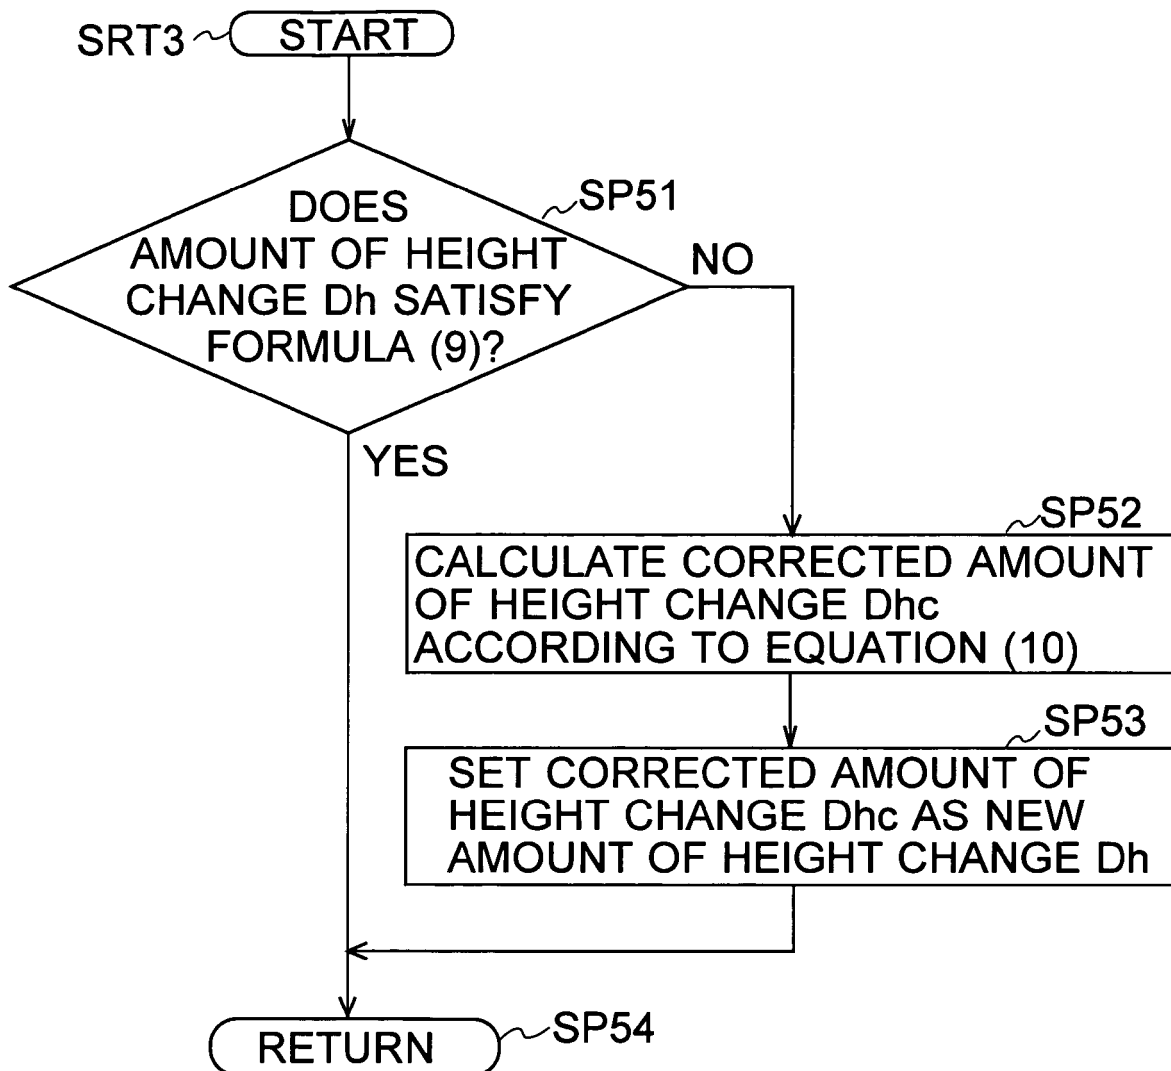 SRT3
START
SP51
DOES
AMOUNT OF HEIGHT
CHANGE Dh SATISFY
FORMULA (9)?
NO
YES
SP52
CALCULATE CORRECTED AMOUNT
OF HEIGHT CHANGE Dhc
ACCORDING TO EQUATION (10)
SP53
SET CORRECTED AMOUNT OF
HEIGHT CHANGE Dhc AS NEW
AMOUNT OF HEIGHT CHANGE Dh
RETURN
SP54